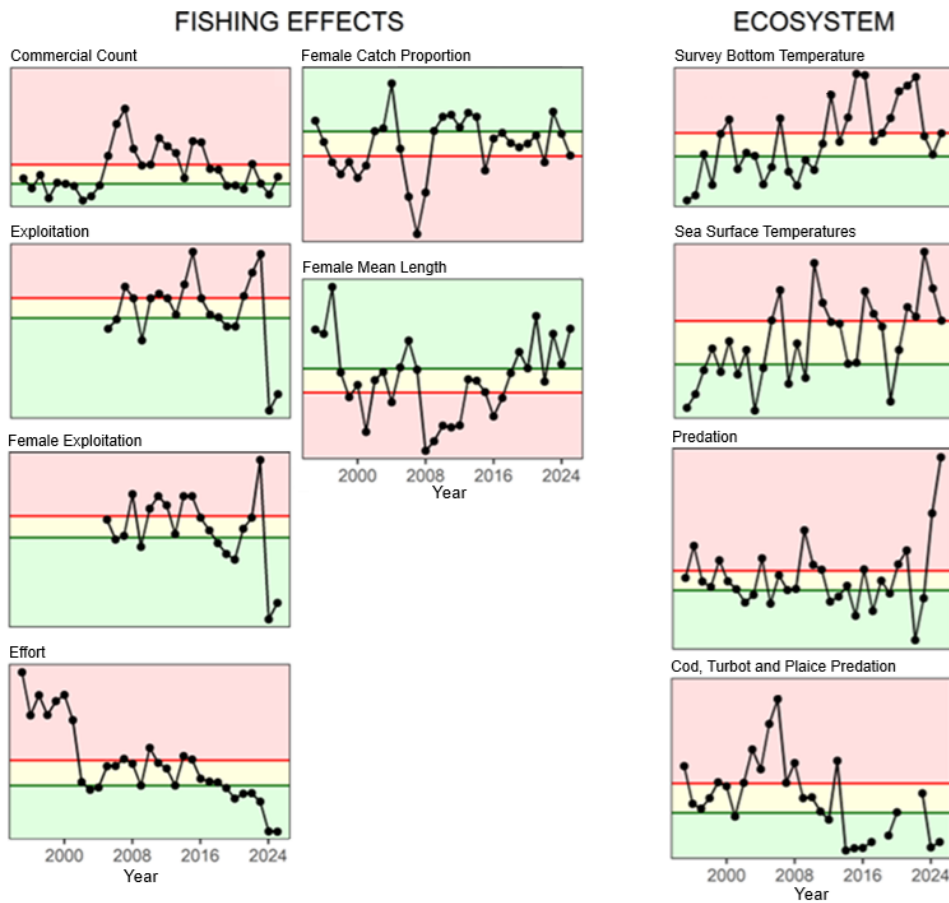 FISHING EFFECTS
Commercial Count
Female Catch Proportion
Exploitation
Female Mean Length
Female Exploitation
2000 2008 2016 2024
Year
Effort
2000 2008 2016 2024
Year
ECOSYSTEM
Survey Bottom Temperature
Sea Surface Temperatures
Predation
Cod, Turbot and Plaice Predation
2000 2008 2016 2024
Year